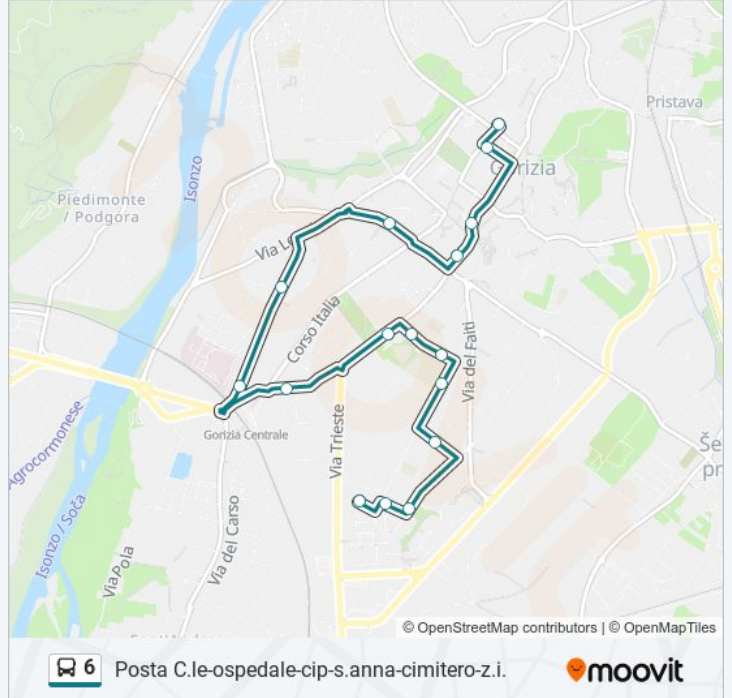 Pristava
Gorizia
Isonzo
Piedimonte
/ Podgora
Via Le
Corso Italia
Via del Faiti
Gorizia Centrale
Via Trieste
Še
pr
Agrocormonese
Isonzo / Soča
Via del Carso
Via Pola
© OpenStreetMap contributors | © OpenMapTiles
6 Posta C.le-ospedale-cip-s.anna-cimitero-z.i.
moovit